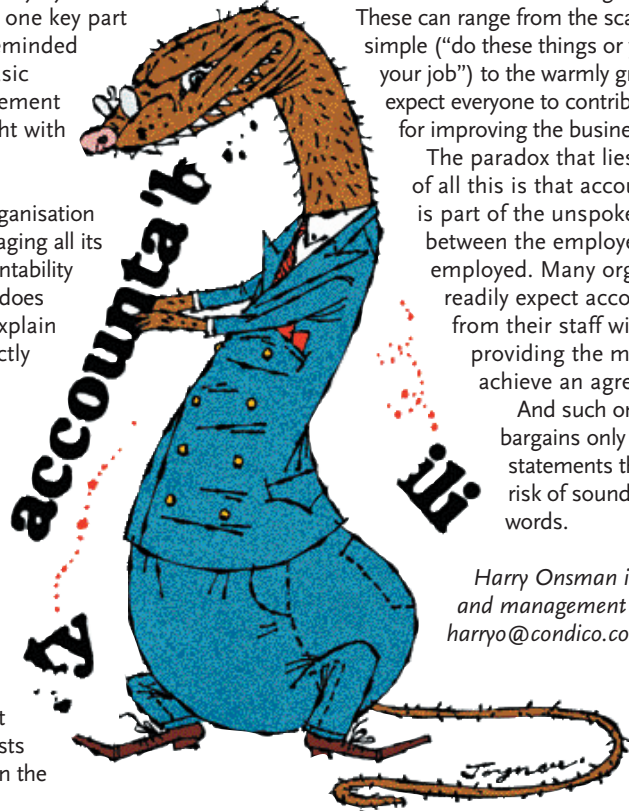 one key part
eminded
sic
ement
ht with
ganisation
aging all its
ntability
does
xplain
ctly
t
sts
n the
accounta'b
ili
y
These can range from the sca
simple (“do these things or
your job”) to the warmly gr
expect everyone to contrib
for improving the busine
The paradox that lies
of all this is that accou
is part of the unspoke
between the employe
employed. Many org
readily expect acco
from their staff wi
providing the m
achieve an agre
And such or
bargains only
statements th
risk of sound
words.
Harry Onsman i
and management
harryo@condico.co